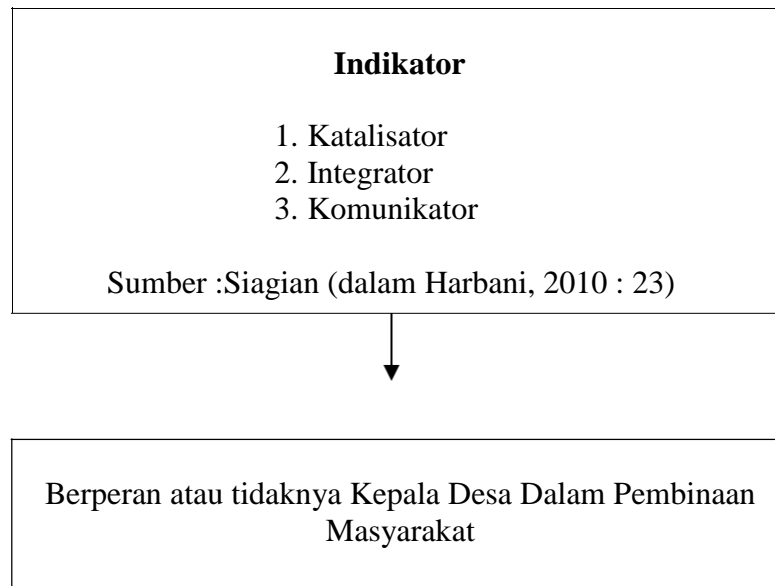 Indikator
1. Katalisator
2. Integrator
3. Komunikator
Sumber :Siagian (dalam Harbani, 2010 : 23)
Berperan atau tidaknya Kepala Desa Dalam Pembinaan
Masyarakat